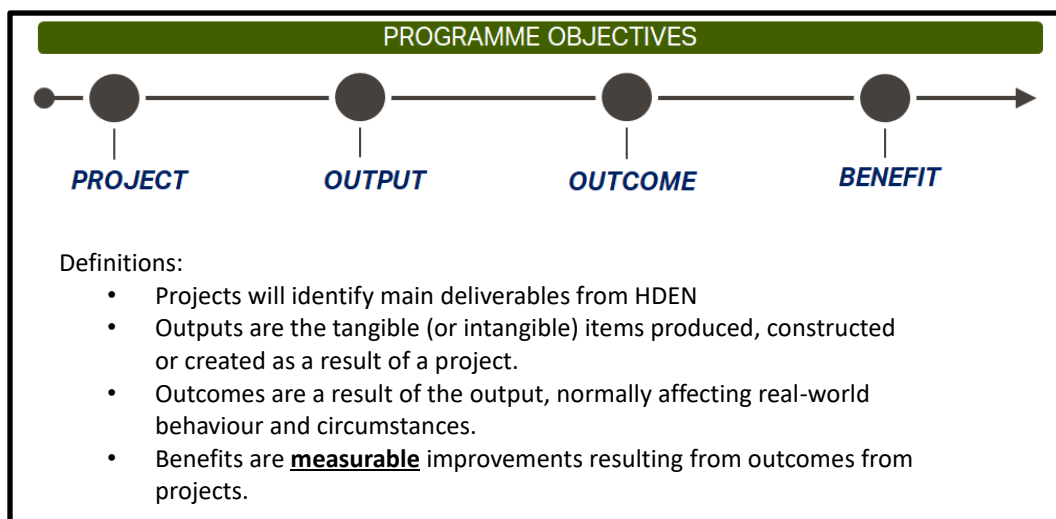 PROGRAMME OBJECTIVES
PROJECT OUTPUT OUTCOME BENEFIT
Definitions:
• Projects will identify main deliverables from HDEN
• Outputs are the tangible (or intangible) items produced, constructed
or created as a result of a project.
• Outcomes are a result of the output, normally affecting real-world
behaviour and circumstances.
• Benefits are measurable improvements resulting from outcomes from
projects.